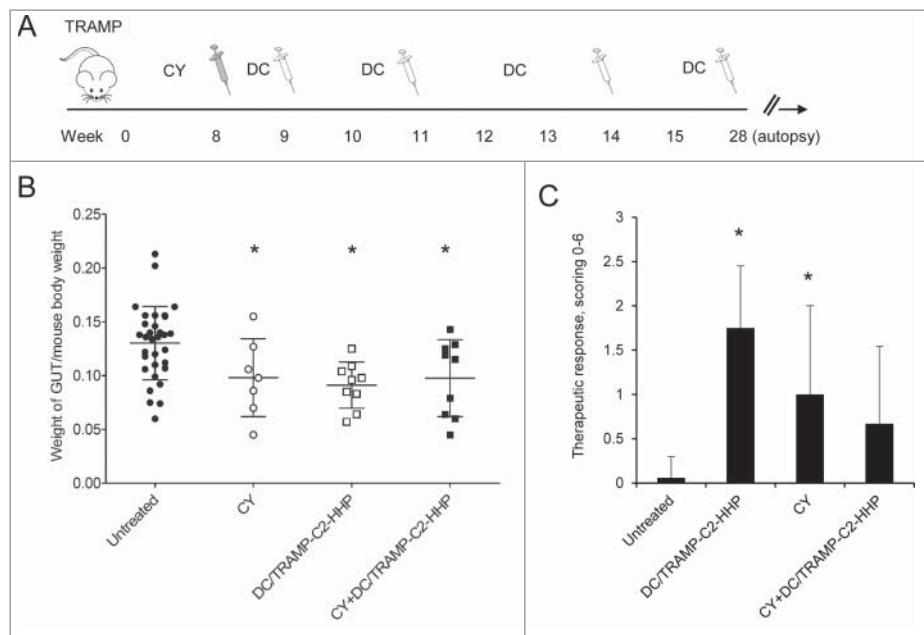 A
TRAMP
CY DC DC DC DC
Week 0 8 9 10 11 12 13 14 15 28 (autopsy)
B
Weight of GUT/mouse body weight
0.25
0.20
0.15
0.10
0.05
0.00
* * *
Untreated
CY
DC/TRAMP-C2-HHP
CY+DC/TRAMP-C2-HHP
C
Therapeutic response, scoring 0-6
3
2.5
2
1.5
1
0.5
0
*
*
Untreated
DC/TRAMP-C2-HHP
CY
CY+DC/TRAMP-C2-HHP